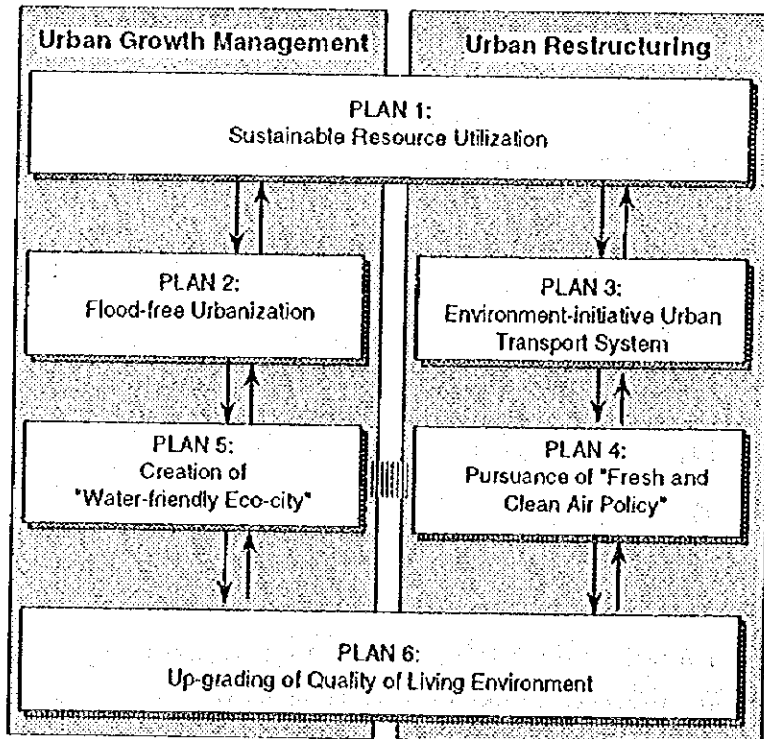 Urban Growth Management
Urban Restructuring
PLAN 1:
Sustainable Resource Utilization
PLAN 2:
Flood-free Urbanization
PLAN 3:
Environment-initiative Urban
Transport System
PLAN 5:
Creation of
"Water-friendly Eco-city"
PLAN 4:
Pursuance of "Fresh and
Clean Air Policy"
PLAN 6:
Up-grading of Quality of Living Environment